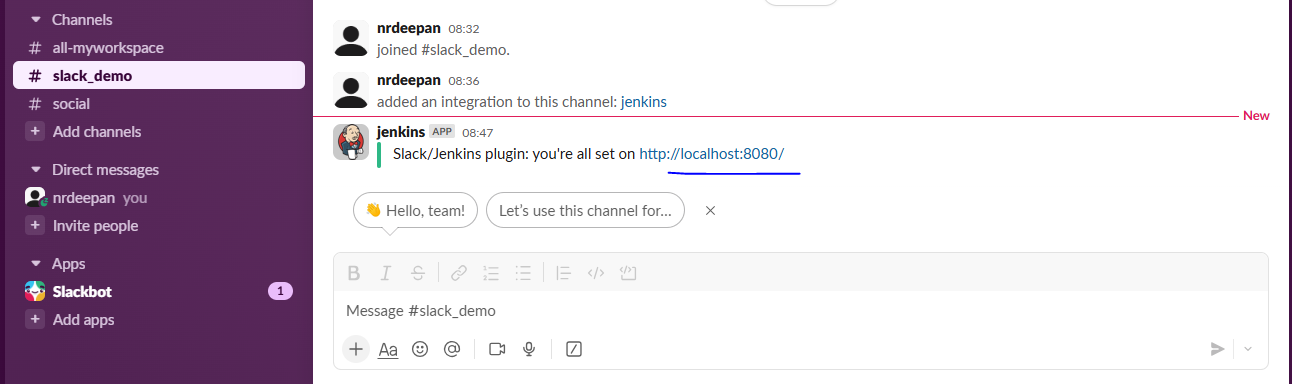 Channels
# all-myworkspace
# slack_demo
# social
+ Add channels
Direct messages
nrdeepan you
+ Invite people
Apps
Slackbot 1
+ Add apps
nrdeepan 08:32
joined #slack_demo.
nrdeepan 08:36
added an integration to this channel: jenkins
New
jenkins APP 08:47
Slack/Jenkins plugin: you're all set on http://localhost:8080/
👋 Hello, team! Let’s use this channel for...
B I S
Message #slack_demo
+ Aa @